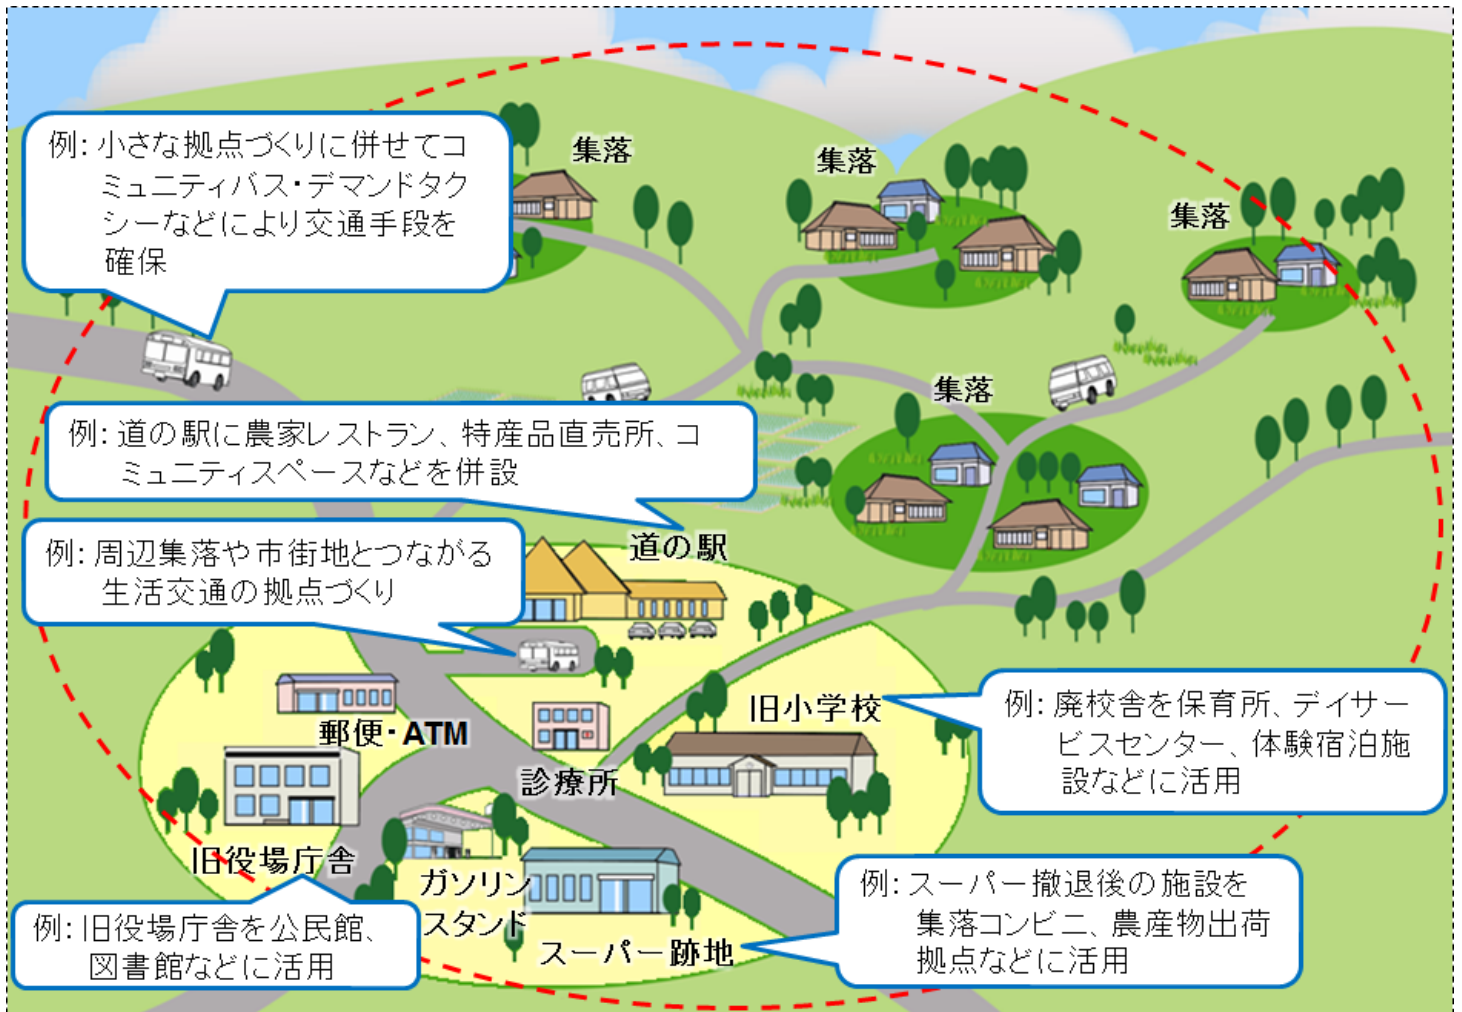 例：小さな拠点づくりに併せてコ
ミュニティバス・デマンドタク
シーなどにより交通手段を
確保
集落
集落
集落
集落
例：道の駅に農家レストラン、特産品直売所、コ
ミュニティスペースなどを併設
例：周辺集落や市街地とつながる
生活交通の拠点づくり
道の駅
郵便・ATM
旧小学校
例：廃校舎を保育所、デイサー
ビスセンター、体験宿泊施
設などに活用
診療所
旧役場庁舎
ガソリン
スタンド
スーパー跡地
例：スーパー撤退後の施設を
集落コンビニ、農産物出荷
拠点などに活用
例：旧役場庁舎を公民館、
図書館などに活用